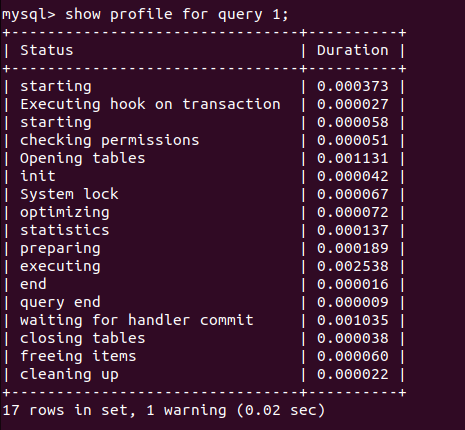 mysql> show profile for query 1;
+--------------------------------+----------+
| Status                         | Duration |
+--------------------------------+----------+
| starting                       | 0.000373 |
| Executing hook on transaction  | 0.000027 |
| starting                       | 0.000058 |
| checking permissions           | 0.000051 |
| Opening tables                 | 0.001131 |
| init                           | 0.000042 |
| System lock                    | 0.000067 |
| optimizing                     | 0.000072 |
| statistics                     | 0.000137 |
| preparing                      | 0.000189 |
| executing                      | 0.002538 |
| end                            | 0.000016 |
| query end                      | 0.000009 |
| waiting for handler commit     | 0.001035 |
| closing tables                 | 0.000038 |
| freeing items                  | 0.000060 |
| cleaning up                    | 0.000022 |
+--------------------------------+----------+
17 rows in set, 1 warning (0.02 sec)